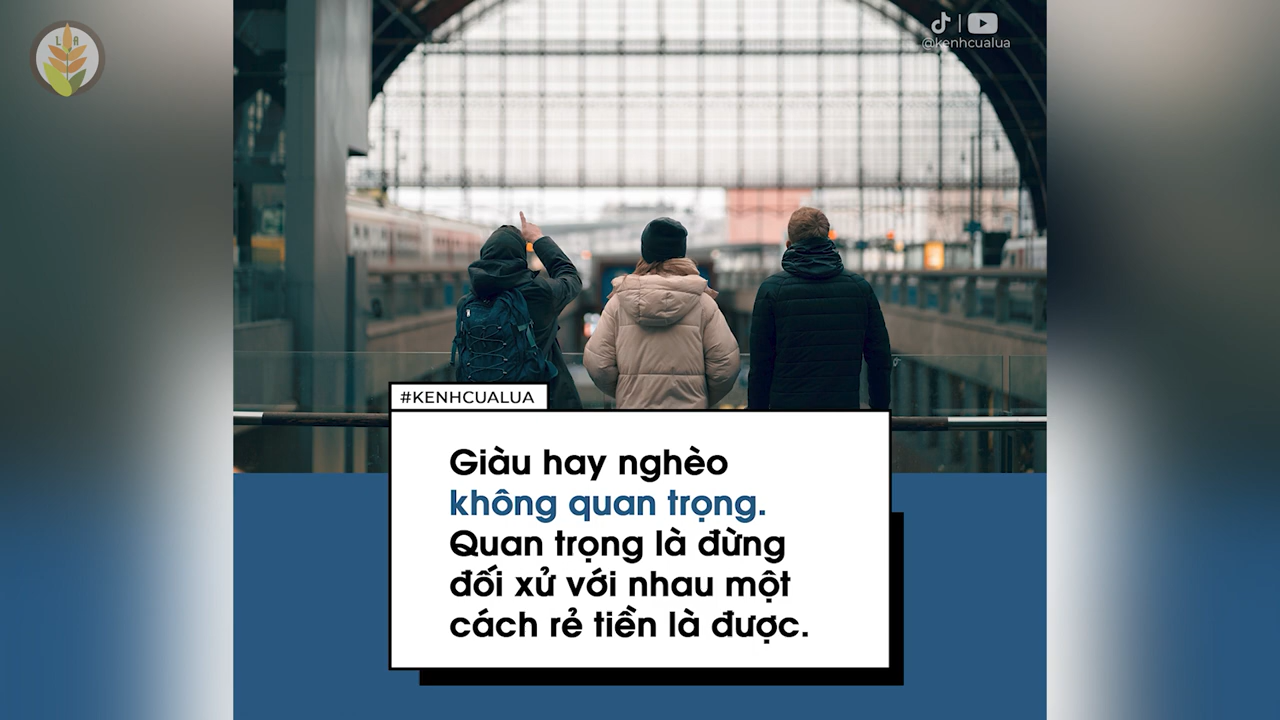 L A
@kenhcualua
#KENHCUALUA
Giàu hay nghèo
không quan trọng.
Quan trọng là đừng
đối xử với nhau một
cách rẻ tiền là được.